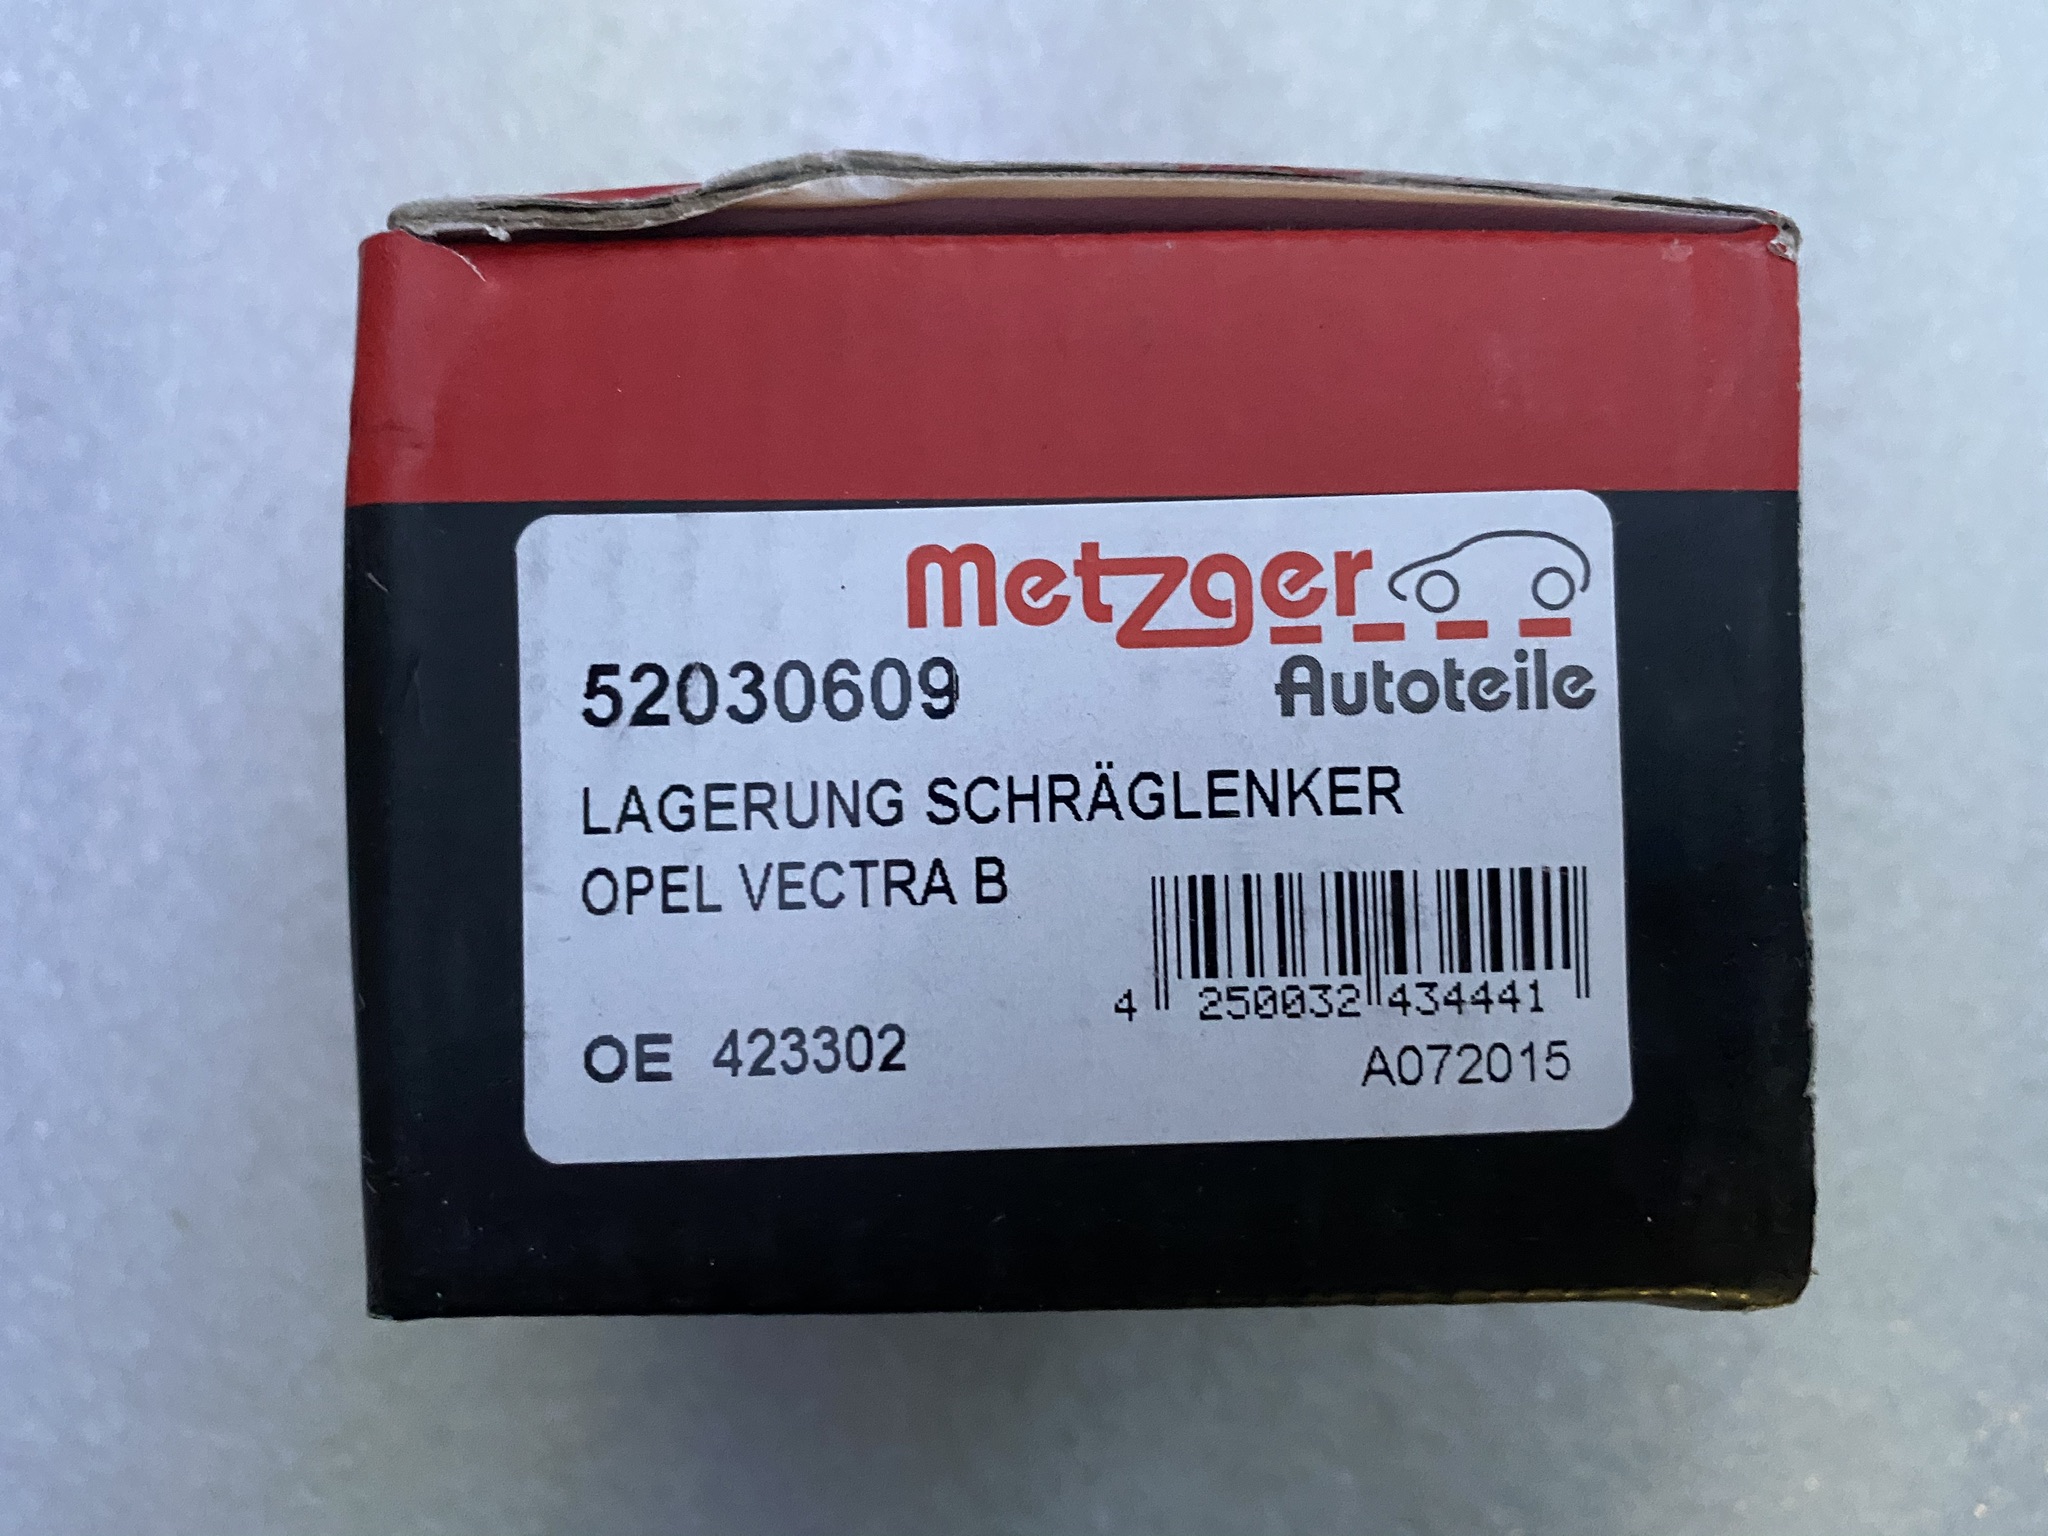 Metzger
Autoteile
52030609
LAGERUNG SCHRÄGLENKER
OPEL VECTRA B
4 250032 434441
OE 423302
A072015